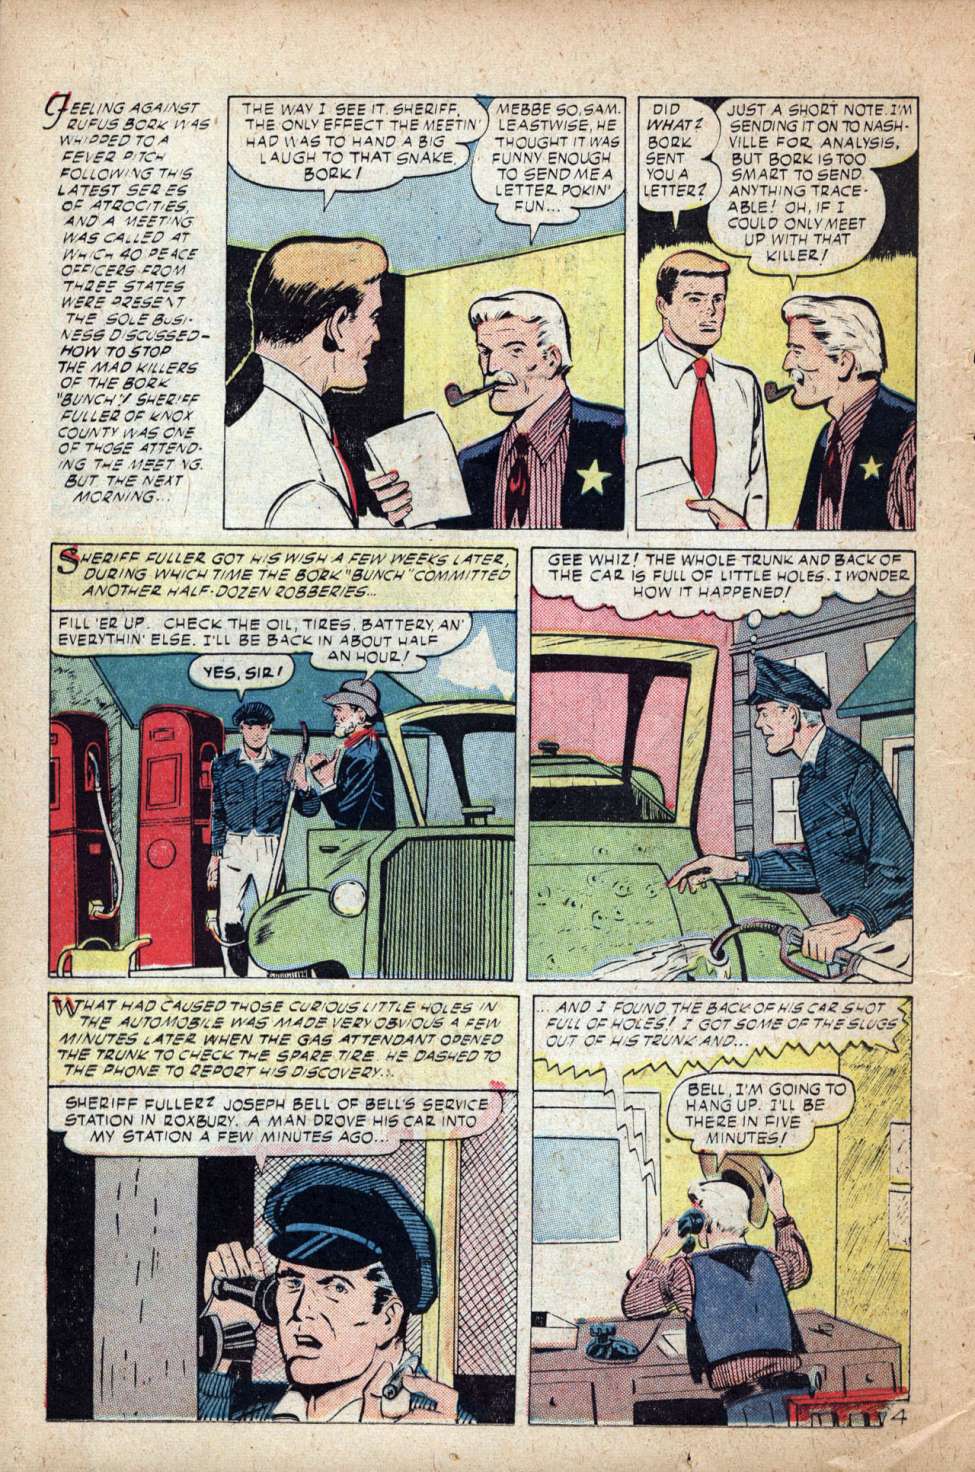 FEELING AGAINST
RUFUS BORK WAS
WHIPPED TO A
FEVER PITCH
FOLLOWING THIS
LATEST SERIES
OF ATROCITIES,
AND A MEETING
WAS CALLED AT
WHICH 40 PEACE
OFFICERS FROM
THREE STATES
WERE PRESENT!
THE SOLE BUSI-
NESS DISCUSSED—
HOW TO STOP
THE MAD KILLERS
OF THE BORK
"BUNCH"! SHERIFF
FULLER OF KNOX
COUNTY WAS ONE
OF THOSE ATTEND-
ING THE MEETING.
BUT THE NEXT
MORNING...
THE WAY I SEE IT, SHERIFF,
THE ONLY EFFECT THE MEETIN'
HAD WAS TO HAND A BIG
LAUGH TO THAT SNAKE,
BORK!
MEBBE SO, SAM.
LEASTWISE, HE
THOUGHT IT WAS
FUNNY ENOUGH
TO SEND ME A
LETTER POKIN'
FUN...
DID
WHAT?
BORK
SENT
YOU A
LETTER?
JUST A SHORT NOTE. I'M
SENDING IT ON TO NASH-
VILLE FOR ANALYSIS,
BUT BORK IS TOO
SMART TO SEND
ANYTHING TRACE-
ABLE! OH, IF I
COULD ONLY MEET
UP WITH THAT
KILLER!
SHERIFF FULLER GOT HIS WISH A FEW WEEKS LATER,
DURING WHICH TIME THE BORK "BUNCH" COMMITTED
ANOTHER HALF-DOZEN ROBBERIES...
FILL 'ER UP. CHECK THE OIL, TIRES, BATTERY, AN'
EVERYTHIN' ELSE. I'LL BE BACK IN ABOUT HALF
AN HOUR!
YES, SIR!
GEE WHIZ! THE WHOLE TRUNK AND BACK OF
THE CAR IS FULL OF LITTLE HOLES. I WONDER
HOW IT HAPPENED!
WHAT HAD CAUSED THOSE CURIOUS LITTLE HOLES IN
THE AUTOMOBILE WAS MADE VERY OBVIOUS A FEW
MINUTES LATER WHEN THE GAS ATTENDANT OPENED
THE TRUNK TO CHECK THE SPARE TIRE. HE DASHED TO
THE PHONE TO REPORT HIS DISCOVERY...
SHERIFF FULLER? JOSEPH BELL OF BELL'S SERVICE
STATION IN ROXBURY. A MAN DROVE HIS CAR INTO
MY STATION A FEW MINUTES AGO...
... AND I FOUND THE BACK OF HIS CAR SHOT
FULL OF HOLES! I GOT SOME OF THE SLUGS
OUT OF HIS TRUNK AND...
BELL, I'M GOING TO
HANG UP. I'LL BE
THERE IN FIVE
MINUTES!
4